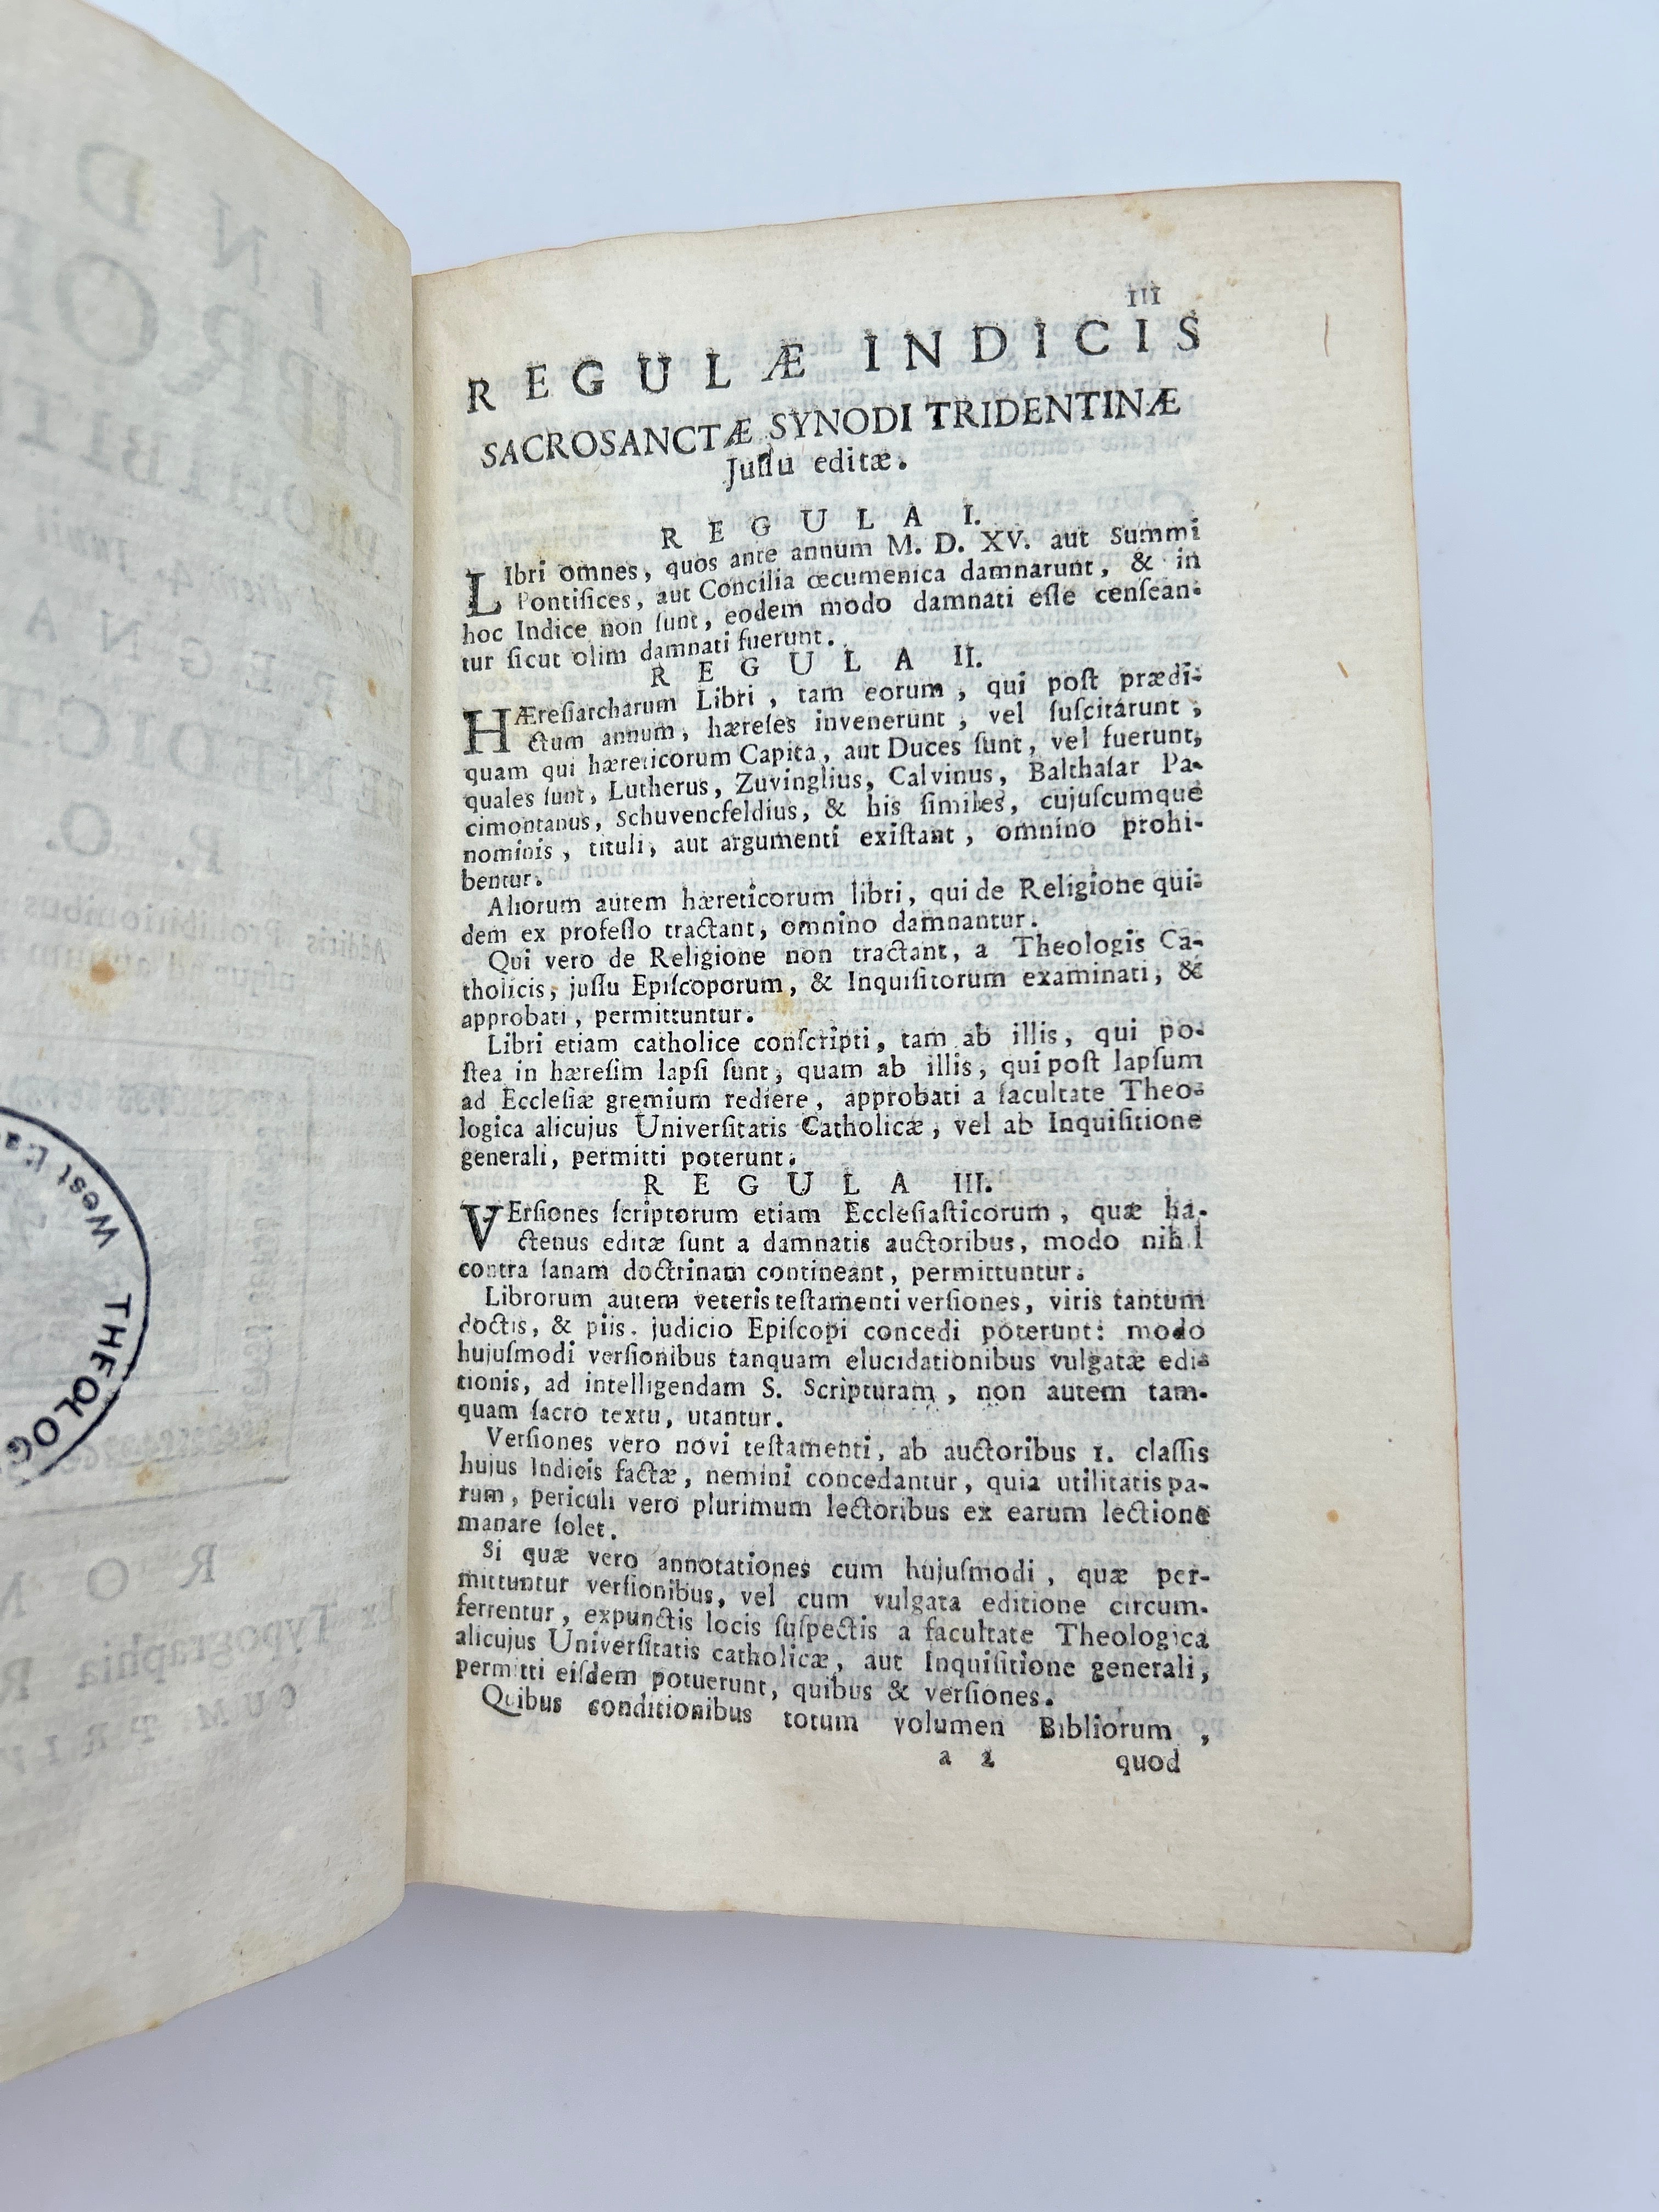 III
REGULÆ INDICIS
SACROSANCTÆ SYNODI TRIDENTINÆ
Juſſu editæ.
REGULA I.
LIbri omnes, quos ante annum M. D. XV. aut Summi
Pontifices, aut Concilia œcumenica damnarunt, & in
hoc Indice non ſunt, eodem modo damnati eſſe cenſean-
tur ſicut olim damnati fuerunt.
REGULA II.
HÆreſiarcharum Libri, tam eorum, qui poſt prædi-
ctum annum, hæreſes invenerunt, vel ſuſcitárunt,
quam qui hæreticorum Capita, aut Duces ſunt, vel fuerunt,
quales ſunt, Lutherus, Zuvinglius, Calvinus, Balthaſar Pa-
cimontanus, Schuvencfeldius, & his ſimiles, cujuſcumque
nominis, tituli, aut argumenti exiſtant, omnino prohi-
bentur.
Aliorum autem hæreticorum libri, qui de Religione qui-
dem ex profeſſo tractant, omnino damnantur.
Qui vero de Religione non tractant, a Theologis Ca-
tholicis, juſſu Epiſcoporum, & Inquiſitorum examinati, &
approbati, permittuntur.
Libri etiam catholice conſcripti, tam ab illis, qui po-
ſtea in hæreſim lapſi ſunt, quam ab illis, qui poſt lapſum
ad Eccleſiæ gremium rediere, approbati a facultate Theo-
logica alicujus Univerſitatis Catholicæ, vel ab Inquiſitione
generali, permitti poterunt.
REGULA III.
VErſiones ſcriptorum etiam Eccleſiaſticorum, quæ ha-
ctenus editæ ſunt a damnatis auctoribus, modo nihil
contra ſanam doctrinam contineant, permittuntur.
Librorum autem veteris teſtamenti verſiones, viris tantum
doctis, & piis. judicio Epiſcopi concedi poterunt: modo
hujuſmodi verſionibus tanquam elucidationibus vulgatæ edi-
tionis, ad intelligendam S. Scripturam, non autem tam-
quam ſacro textu, utantur.
Verſiones vero novi teſtamenti, ab auctoribus 1. claſſis
hujus Indicis factæ, nemini concedantur, quia utilitatis pa-
rum, periculi vero plurimum lectoribus ex earum lectione
manare ſolet.
Si quæ vero annotationes cum hujuſmodi, quæ per-
mittuntur verſionibus, vel cum vulgata editione circum-
ferrentur, expunctis locis ſuſpectis a facultate Theologica
alicujus Univerſitatis catholicæ, aut Inquiſitione generali,
permitti eiſdem potuerunt, quibus & verſiones.
Quibus conditionibus totum volumen Bibliorum,
a 2 quod
West
THEOLOG